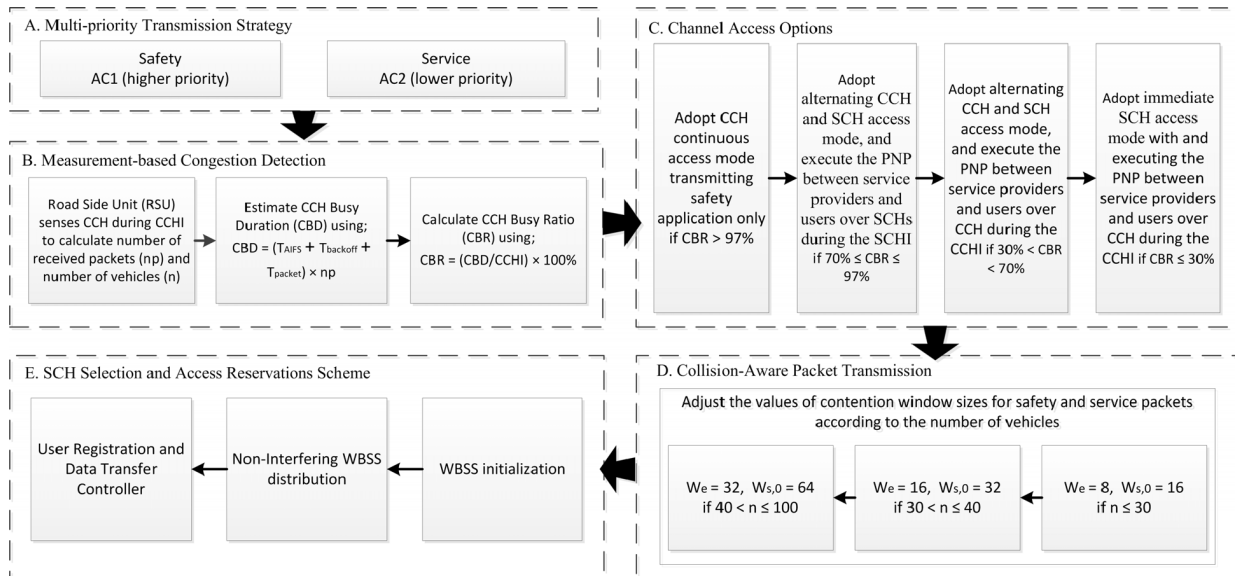 A. Multi-priority Transmission Strategy
Safety
AC1 (higher priority)
Service
AC2 (lower priority)
B. Measurement-based Congestion Detection
Road Side Unit (RSU)
senses CCH during CCHI
to calculate number of
received packets (np) and
number of vehicles (n)
Estimate CCH Busy
Duration (CBD) using;
CBD = (TAIFS + Tbackoff +
Tpacket) × np
Calculate CCH Busy Ratio
(CBR) using;
CBR = (CBD/CCHI) × 100%
C. Channel Access Options
Adopt CCH
continuous
access mode
transmitting
safety
application only
if CBR > 97%
Adopt
alternating CCH
and SCH access
mode, and
execute the PNP
between service
providers and
users over SCHs
during the SCHI
if 70% ≤ CBR ≤
97%
Adopt alternating
CCH and SCH
access mode,
and execute the
PNP between
service providers
and users over
CCH during the
CCHI if 30% < CBR
< 70%
Adopt immediate
SCH access
mode with and
executing the
PNP between
service providers
and users over
CCH during the
CCHI if CBR ≤ 30%
D. Collision-Aware Packet Transmission
Adjust the values of contention window sizes for safety and service packets
according to the number of vehicles
We = 8, Ws,0 = 16
if n ≤ 30
We = 16, Ws,0 = 32
if 30 < n ≤ 40
We = 32, Ws,0 = 64
if 40 < n ≤ 100
E. SCH Selection and Access Reservations Scheme
WBSS initialization
Non-Interfering WBSS
distribution
User Registration and
Data Transfer
Controller